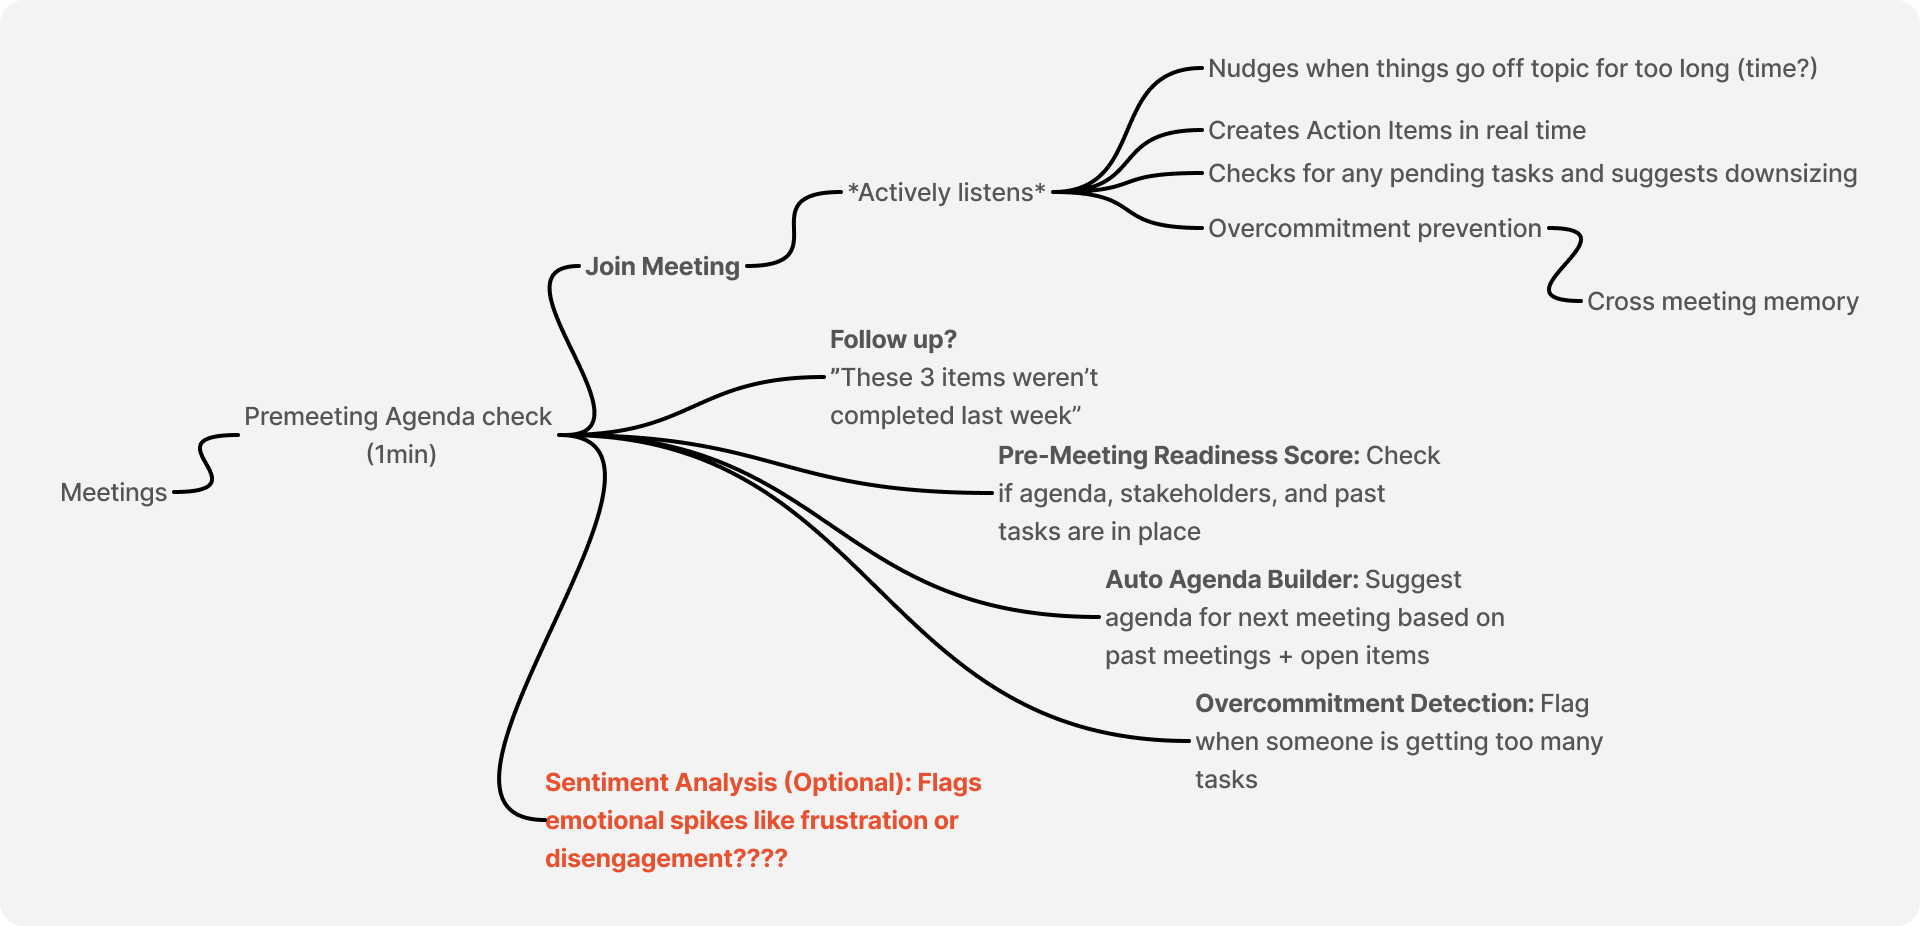 Nudges when things go off topic for too long (time?)
Creates Action Items in real time
Checks for any pending tasks and suggests downsizing
*Actively listens*
Overcommitment prevention
Join Meeting
Cross meeting memory
Follow up?
”These 3 items weren’t
completed last week”
Premeeting Agenda check
(1min)
Meetings
Pre-Meeting Readiness Score: Check
if agenda, stakeholders, and past
tasks are in place
Auto Agenda Builder: Suggest
agenda for next meeting based on
past meetings + open items
Overcommitment Detection: Flag
when someone is getting too many
tasks
Sentiment Analysis (Optional): Flags
emotional spikes like frustration or
disengagement????